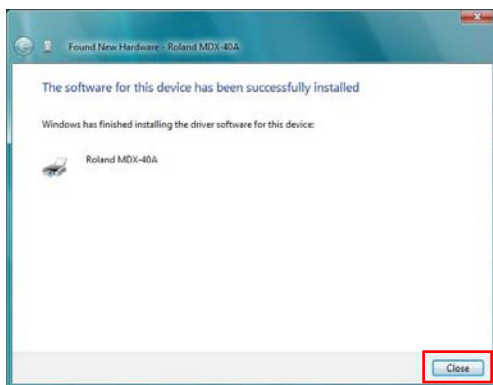 Found New Hardware - Roland MDX-40A
The software for this device has been successfully installed
Windows has finished installing the driver software for this device:
Roland MDX-40A
Close